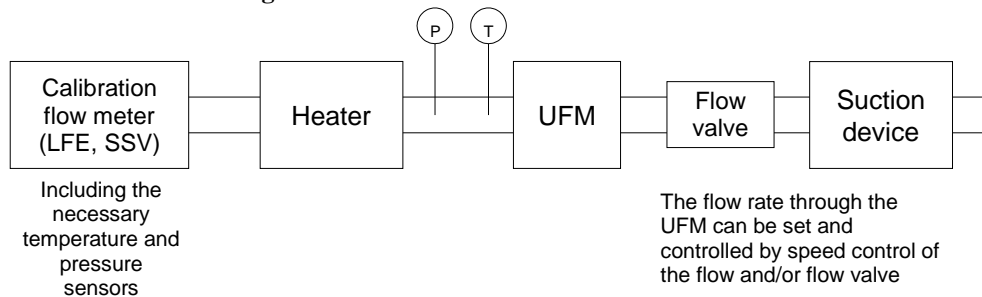 P T
Calibration
flow meter
(LFE, SSV)
Heater
UFM
Flow
valve
Suction
device
Including the
necessary
temperature and
pressure
sensors
The flow rate through the
UFM can be set and
controlled by speed control of
the flow and/or flow valve